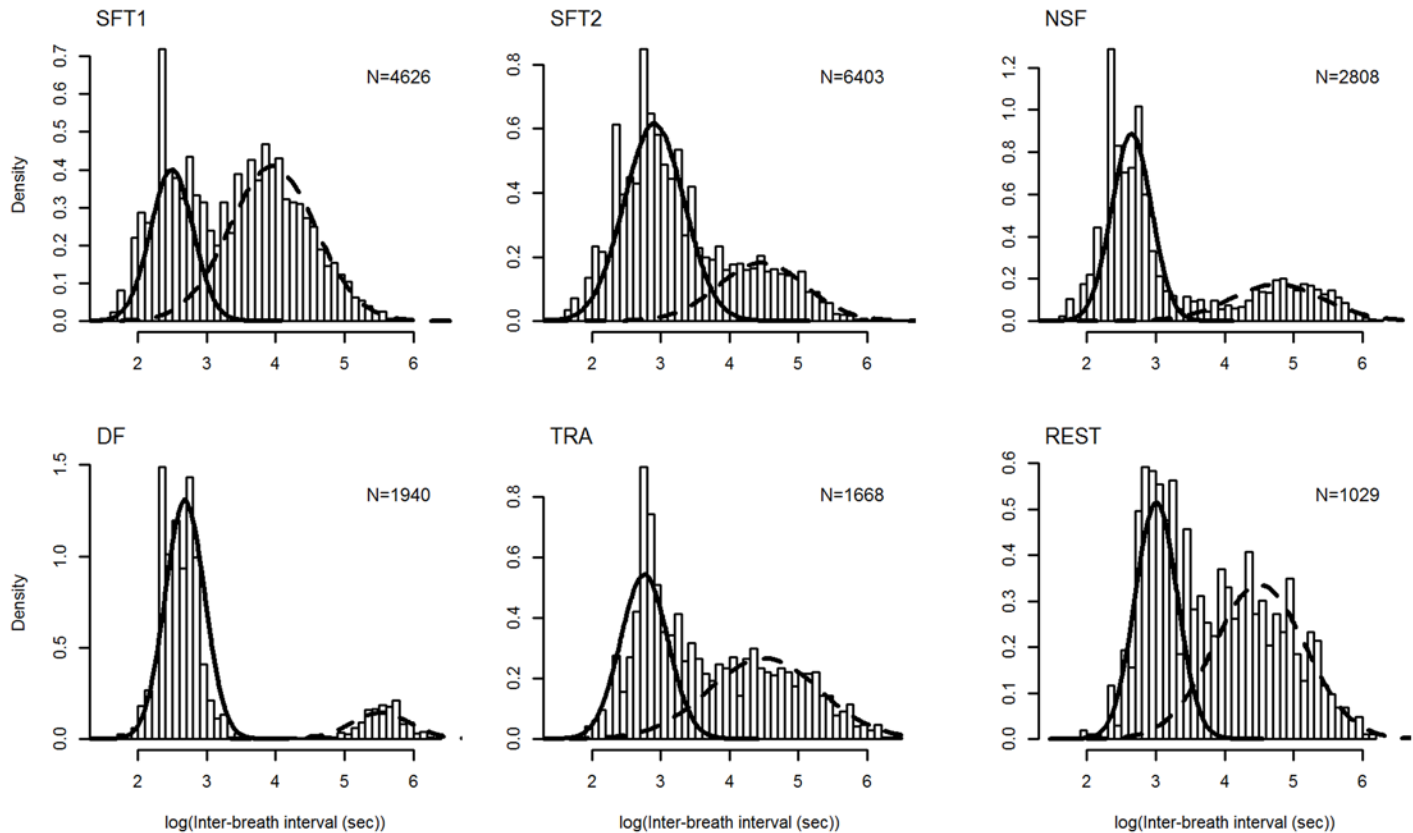 SFT1
SFT2
NSF
N=4626
N=6403
N=2808
Density
0.0 0.1 0.2 0.3 0.4 0.5 0.6 0.7
0.0 0.2 0.4 0.6 0.8
0.0 0.2 0.4 0.6 0.8 1.0 1.2
2 3 4 5 6
2 3 4 5 6
2 3 4 5 6
DF
TRA
REST
N=1940
N=1668
N=1029
Density
0.0 0.5 1.0 1.5
0.0 0.2 0.4 0.6 0.8
0.0 0.1 0.2 0.3 0.4 0.5 0.6
2 3 4 5 6
2 3 4 5 6
2 3 4 5 6
log(Inter-breath interval (sec))
log(Inter-breath interval (sec))
log(Inter-breath interval (sec))